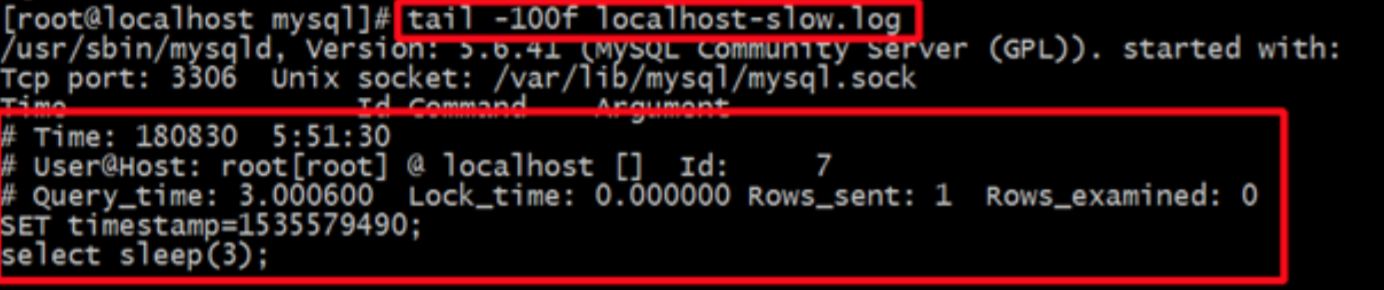 [root@localhost mysql]# tail -100f localhost-slow.log
/usr/sbin/mysqld, Version: 5.6.41 (MySQL Community Server (GPL)). started with:
Tcp port: 3306  Unix socket: /var/lib/mysql/mysql.sock
Time                 Id Command    Argument
# Time: 180830  5:51:30
# User@Host: root[root] @ localhost []  Id:     7
# Query_time: 3.000600  Lock_time: 0.000000 Rows_sent: 1  Rows_examined: 0
SET timestamp=1535579490;
select sleep(3);